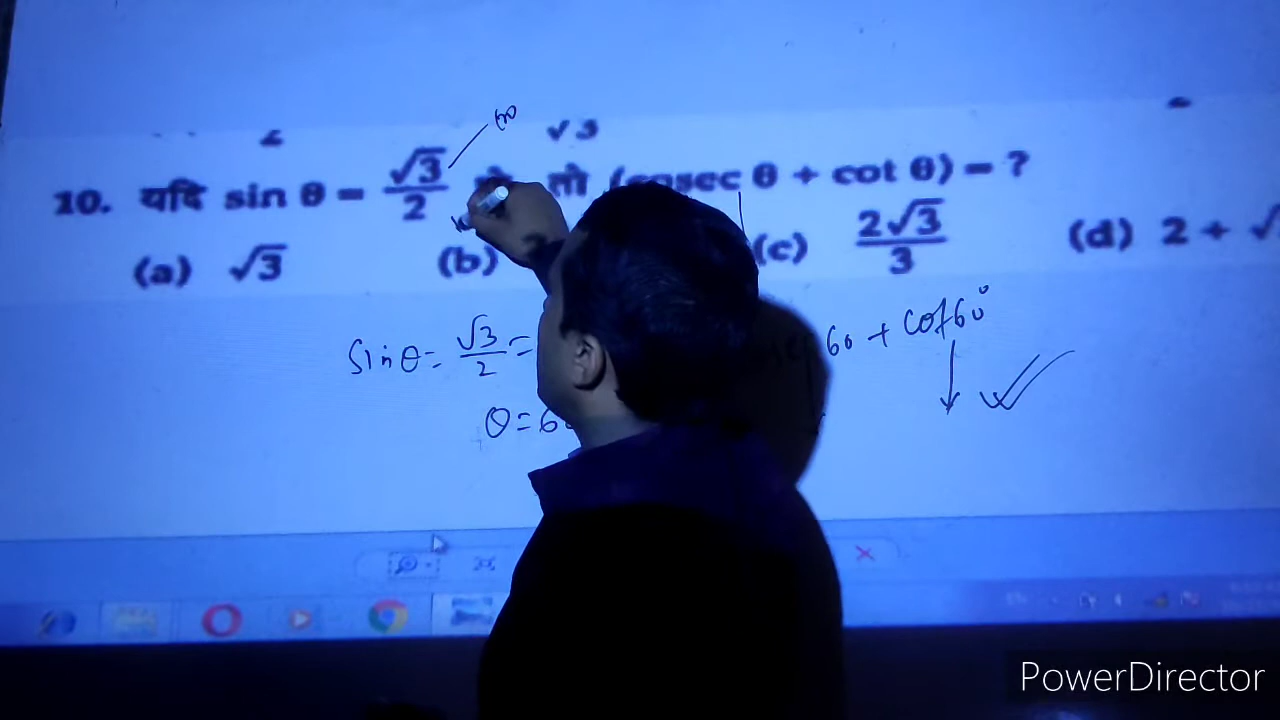 √3
10. यदि sin θ = √3/2 तो (cosec θ + cot θ) = ?
(a) √3 (b) (c) 2√3/3 (d) 2 + √
sinθ = √3/2 = 60 + cot 60°
θ = 6
PowerDirector